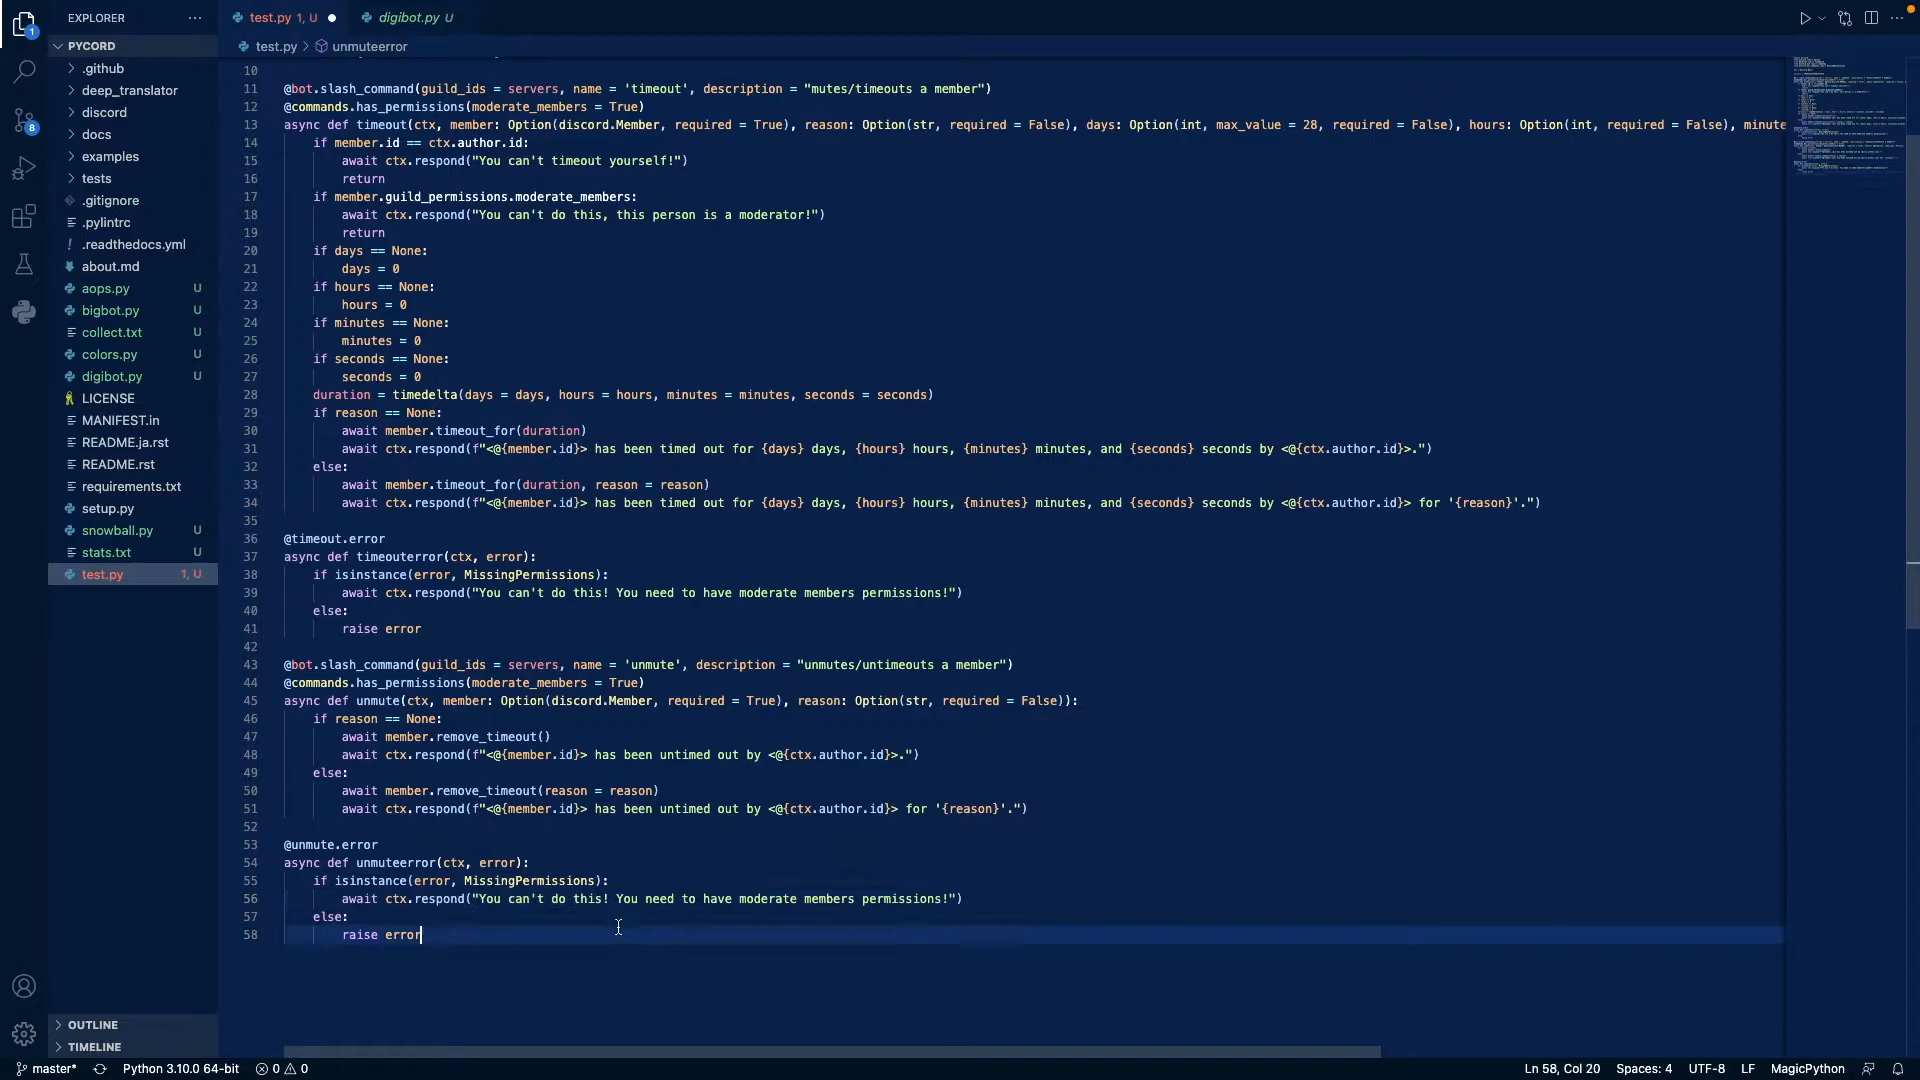 EXPLORER
test.py 1, U
digibot.py U
1
PYCORD
test.py > unmuteerror
.github
deep_translator
discord
docs
8
examples
tests
.gitignore
.pylintrc
! .readthedocs.yml
about.md
aops.py U
bigbot.py U
collect.txt U
colors.py U
digibot.py U
LICENSE
MANIFEST.in
README.ja.rst
README.rst
requirements.txt
setup.py
snowball.py U
stats.txt U
test.py 1, U
OUTLINE
TIMELINE
10
11 @bot.slash_command(guild_ids = servers, name = 'timeout', description = "mutes/timeouts a member")
12 @commands.has_permissions(moderate_members = True)
13 async def timeout(ctx, member: Option(discord.Member, required = True), reason: Option(str, required = False), days: Option(int, max_value = 28, required = False), hours: Option(int, required = False), minute
14 if member.id == ctx.author.id:
15 await ctx.respond("You can't timeout yourself!")
16 return
17 if member.guild_permissions.moderate_members:
18 await ctx.respond("You can't do this, this person is a moderator!")
19 return
20 if days == None:
21 days = 0
22 if hours == None:
23 hours = 0
24 if minutes == None:
25 minutes = 0
26 if seconds == None:
27 seconds = 0
28 duration = timedelta(days = days, hours = hours, minutes = minutes, seconds = seconds)
29 if reason == None:
30 await member.timeout_for(duration)
31 await ctx.respond(f"<@{member.id}> has been timed out for {days} days, {hours} hours, {minutes} minutes, and {seconds} seconds by <@{ctx.author.id}>.")
32 else:
33 await member.timeout_for(duration, reason = reason)
34 await ctx.respond(f"<@{member.id}> has been timed out for {days} days, {hours} hours, {minutes} minutes, and {seconds} seconds by <@{ctx.author.id}> for '{reason}'.")
35
36 @timeout.error
37 async def timeouterror(ctx, error):
38 if isinstance(error, MissingPermissions):
39 await ctx.respond("You can't do this! You need to have moderate members permissions!")
40 else:
41 raise error
42
43 @bot.slash_command(guild_ids = servers, name = 'unmute', description = "unmutes/untimeouts a member")
44 @commands.has_permissions(moderate_members = True)
45 async def unmute(ctx, member: Option(discord.Member, required = True), reason: Option(str, required = False)):
46 if reason == None:
47 await member.remove_timeout()
48 await ctx.respond(f"<@{member.id}> has been untimed out by <@{ctx.author.id}>.")
49 else:
50 await member.remove_timeout(reason = reason)
51 await ctx.respond(f"<@{member.id}> has been untimed out by <@{ctx.author.id}> for '{reason}'.")
52
53 @unmute.error
54 async def unmuteerror(ctx, error):
55 if isinstance(error, MissingPermissions):
56 await ctx.respond("You can't do this! You need to have moderate members permissions!")
57 else:
58 raise error
master* Python 3.10.0 64-bit 0 0 Ln 58, Col 20 Spaces: 4 UTF-8 LF MagicPython